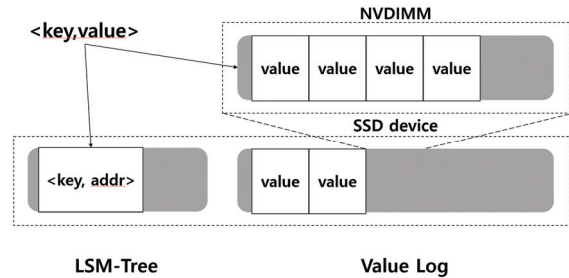 NVDIMM
<key,value>
value value value value
SSD device
<key, addr>
value value
LSM-Tree
Value Log